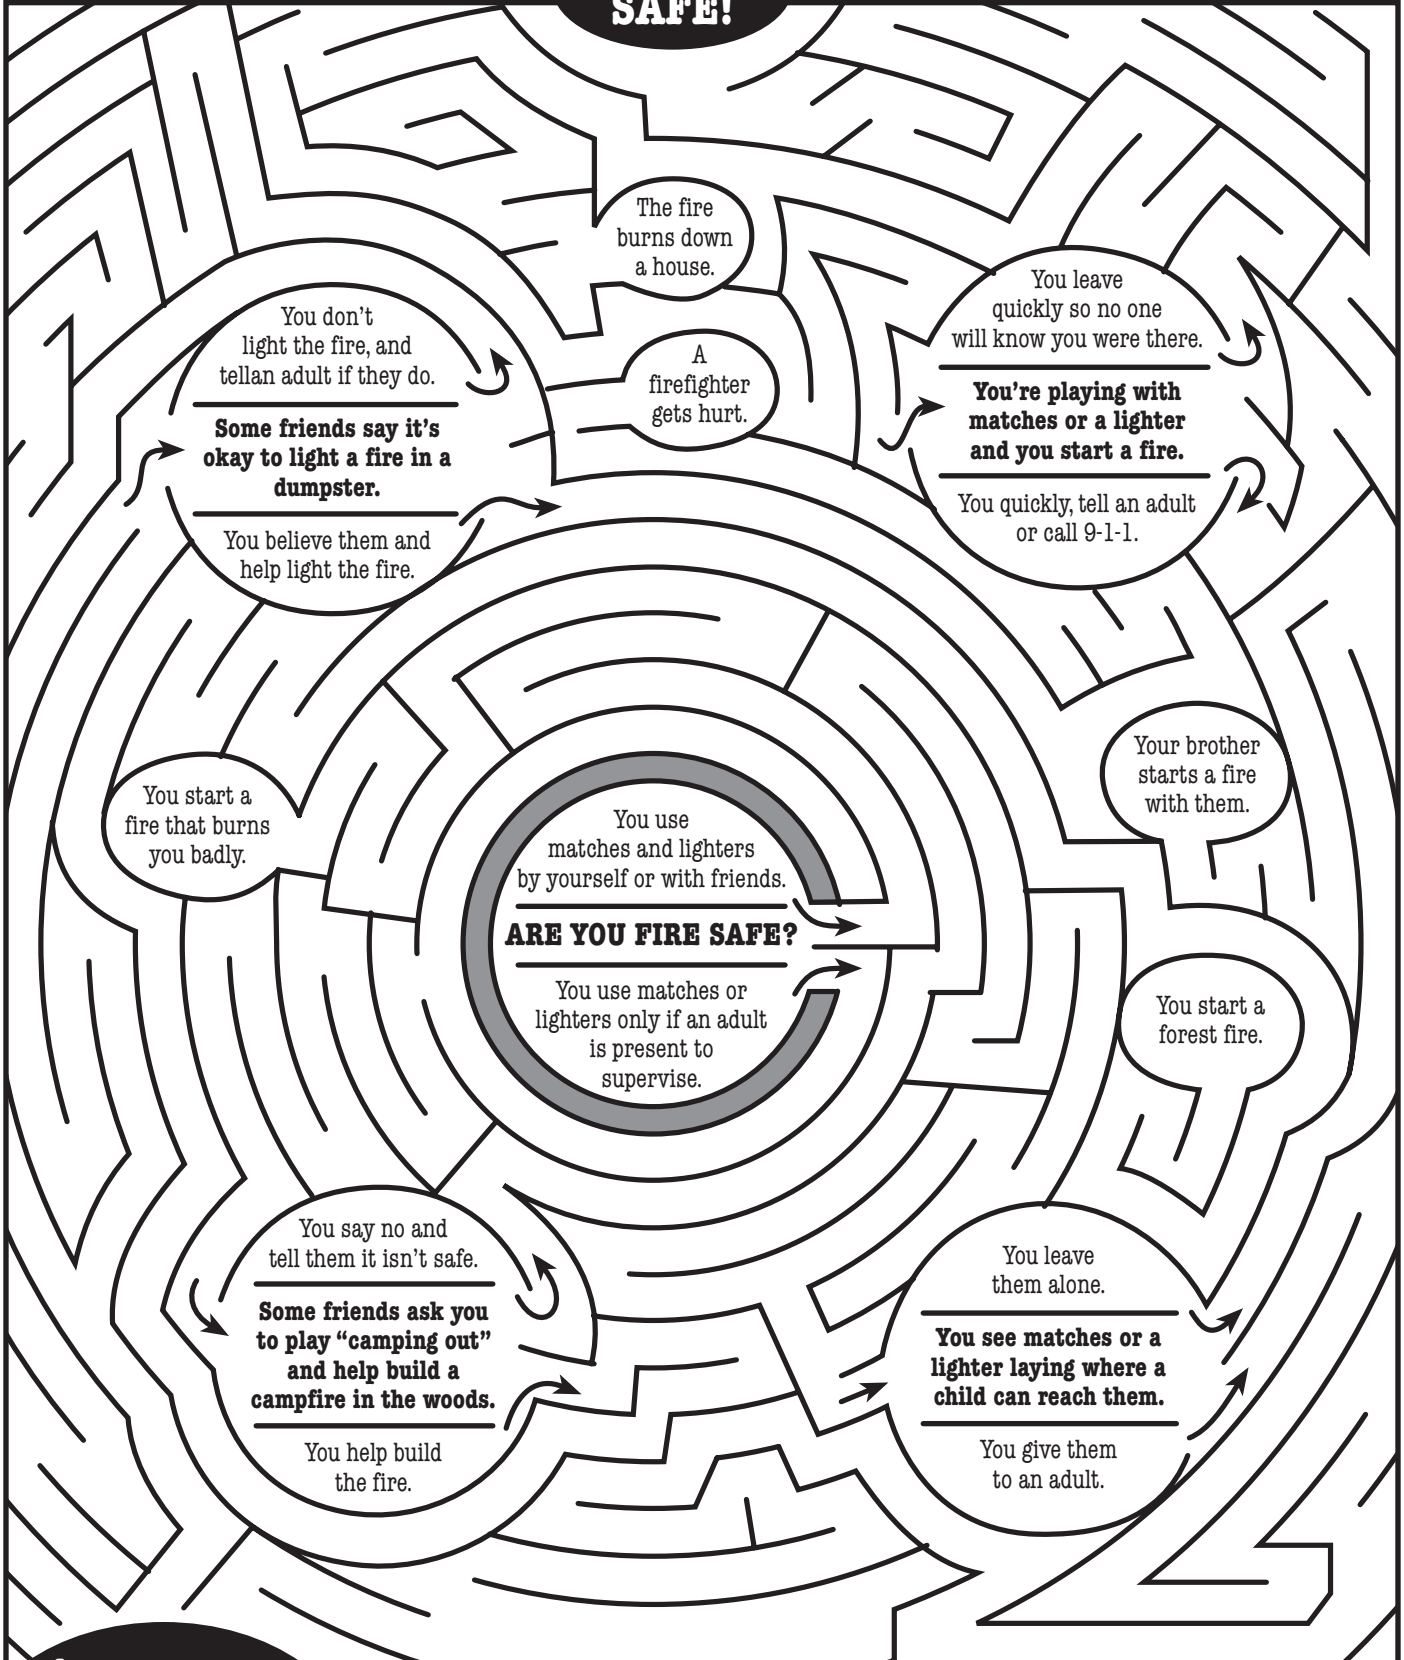 SAFE!
The fire
burns down
a house.
You leave
quickly so no one
will know you were there.
You're playing with
matches or a lighter
and you start a fire.
You quickly, tell an adult
or call 9-1-1.
You don't
light the fire, and
tellan adult if they do.
Some friends say it's
okay to light a fire in a
dumpster.
You believe them and
help light the fire.
A
firefighter
gets hurt.
Your brother
starts a fire
with them.
You start a
fire that burns
you badly.
You use
matches and lighters
by yourself or with friends.
ARE YOU FIRE SAFE?
You use matches or
lighters only if an adult
is present to
supervise.
You start a
forest fire.
You say no and
tell them it isn't safe.
Some friends ask you
to play “camping out”
and help build a
campfire in the woods.
You help build
the fire.
You leave
them alone.
You see matches or a
lighter laying where a
child can reach them.
You give them
to an adult.